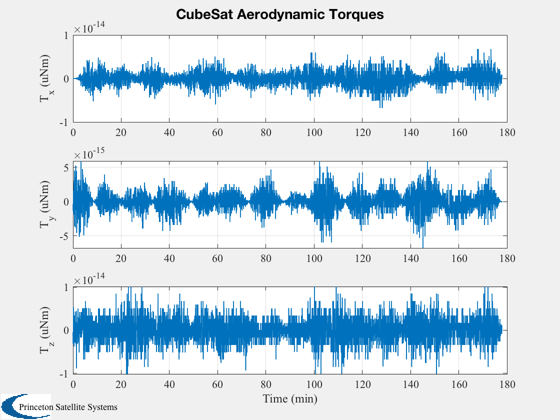 CubeSat Aerodynamic Torques
×10⁻¹⁴
1
0
-1
T_x (uNm)
0 20 40 60 80 100 120 140 160 180
×10⁻¹⁵
5
0
-5
T_y (uNm)
0 20 40 60 80 100 120 140 160 180
×10⁻¹⁴
1
0
-1
T_z (uNm)
0 20 40 60 80 100 120 140 160 180
Time (min)
Princeton Satellite Systems